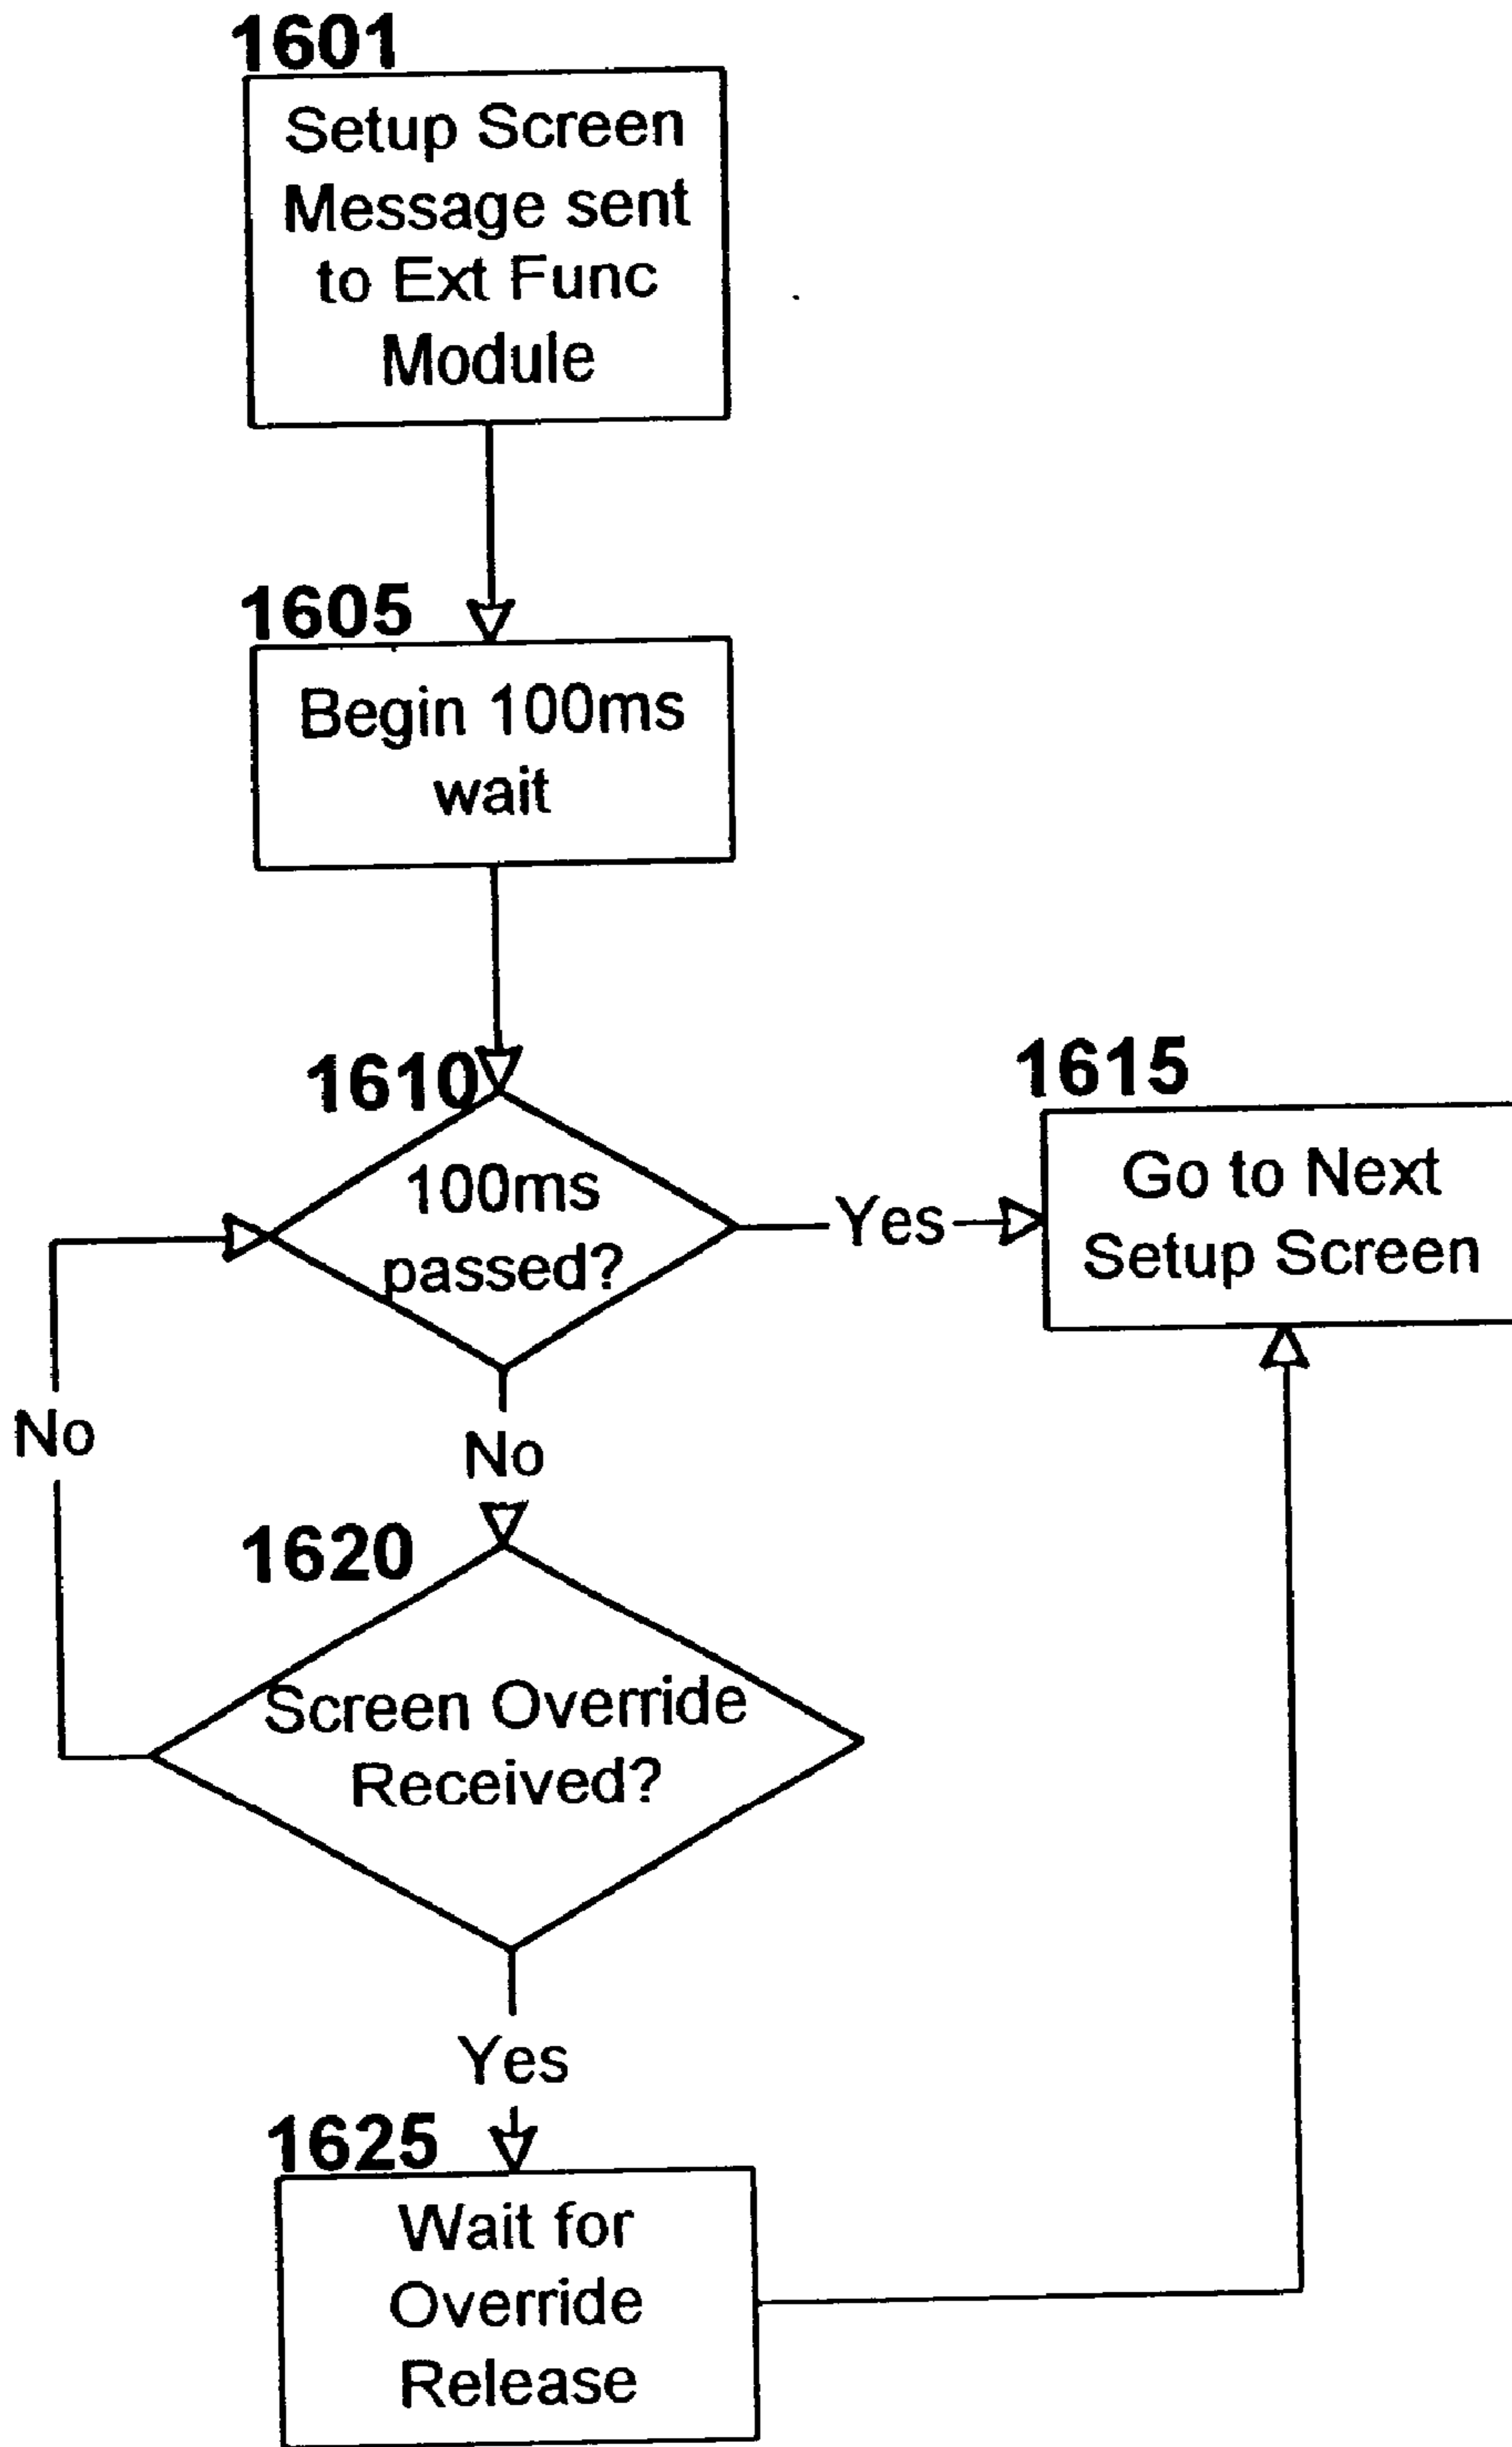 1601
Setup Screen
Message sent
to Ext Func
Module
1605
Begin 100ms
wait
1610
100ms
passed?
Yes
1615
Go to Next
Setup Screen
No
No
1620
Screen Override
Received?
Yes
1625
Wait for
Override
Release